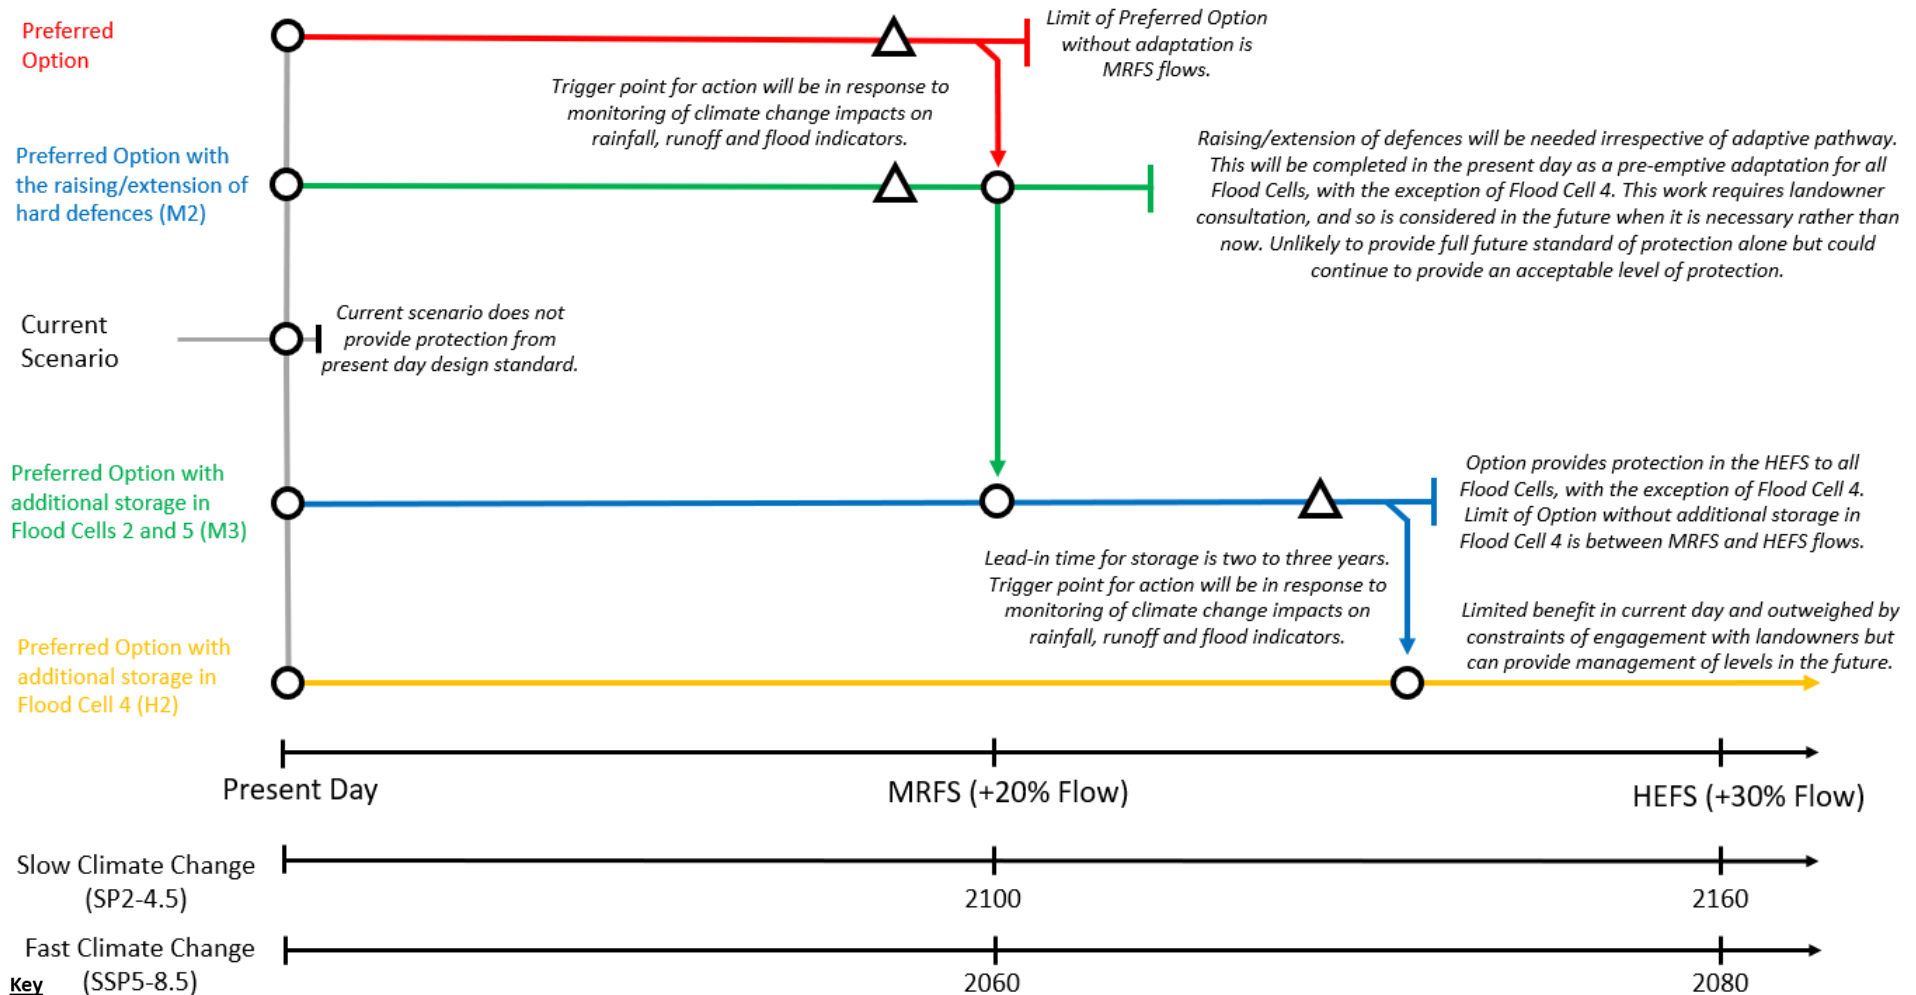 Preferred
Option
Limit of Preferred Option
without adaptation is
MRFS flows.
Trigger point for action will be in response to
monitoring of climate change impacts on
rainfall, runoff and flood indicators.
Preferred Option with
the raising/extension of
hard defences (M2)
Raising/extension of defences will be needed irrespective of adaptive pathway.
This will be completed in the present day as a pre-emptive adaptation for all
Flood Cells, with the exception of Flood Cell 4. This work requires landowner
consultation, and so is considered in the future when it is necessary rather than
now. Unlikely to provide full future standard of protection alone but could
continue to provide an acceptable level of protection.
Current
Scenario
Current scenario does not
provide protection from
present day design standard.
Preferred Option with
additional storage in
Flood Cells 2 and 5 (M3)
Option provides protection in the HEFS to all
Flood Cells, with the exception of Flood Cell 4.
Limit of Option without additional storage in
Flood Cell 4 is between MRFS and HEFS flows.
Lead-in time for storage is two to three years.
Trigger point for action will be in response to
monitoring of climate change impacts on
rainfall, runoff and flood indicators.
Limited benefit in current day and outweighed by
constraints of engagement with landowners but
can provide management of levels in the future.
Preferred Option with
additional storage in
Flood Cell 4 (H2)
Present Day
MRFS (+20% Flow)
HEFS (+30% Flow)
Slow Climate Change
(SP2-4.5)
2100
2160
Fast Climate Change
(SSP5-8.5)
2060
2080
Key